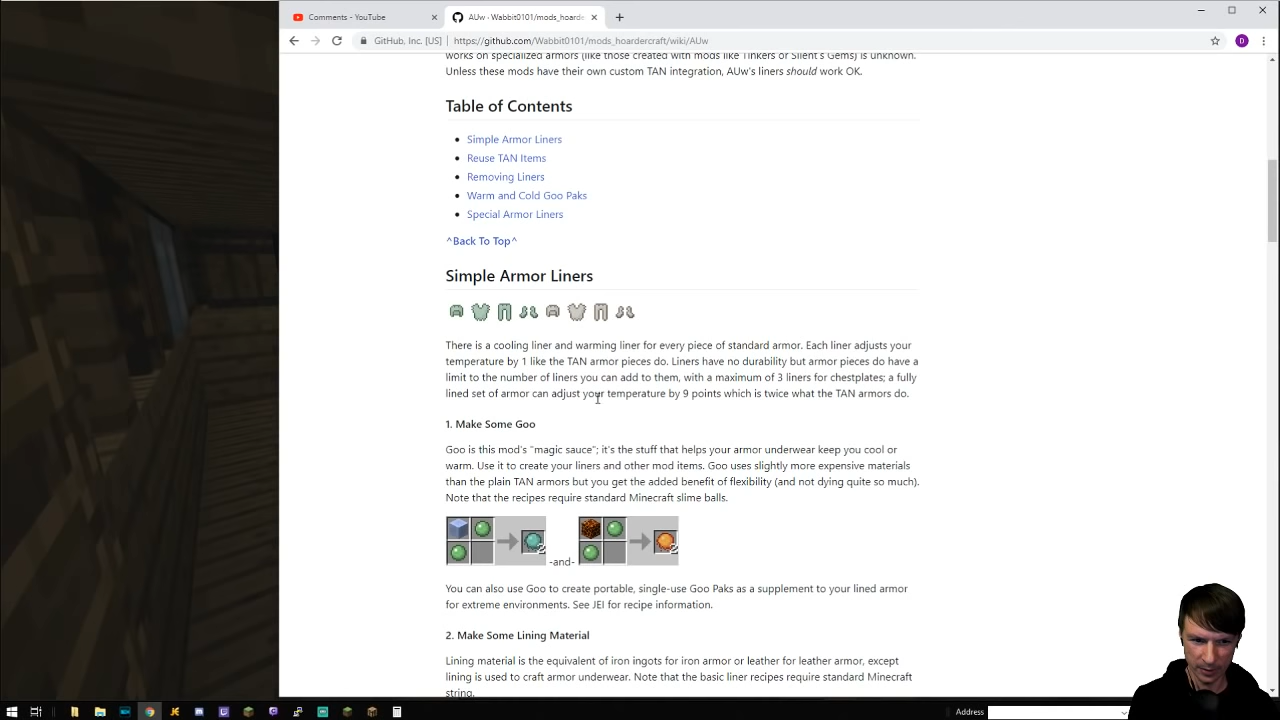 Comments - YouTube
AUw · Wabbit0101/mods_hoarde
GitHub, Inc. [US] | https://github.com/Wabbit0101/mods_hoardercraft/wiki/AUw
works on specialized armors (like those created with mods like Tinkers or Silent's Gems) is unknown.
Unless these mods have their own custom TAN integration, AUw's liners should work OK.
Table of Contents
Simple Armor Liners
Reuse TAN Items
Removing Liners
Warm and Cold Goo Paks
Special Armor Liners
^Back To Top^
Simple Armor Liners
There is a cooling liner and warming liner for every piece of standard armor. Each liner adjusts your
temperature by 1 like the TAN armor pieces do. Liners have no durability but armor pieces do have a
limit to the number of liners you can add to them, with a maximum of 3 liners for chestplates; a fully
lined set of armor can adjust your temperature by 9 points which is twice what the TAN armors do.
1. Make Some Goo
Goo is this mod's "magic sauce"; it's the stuff that helps your armor underwear keep you cool or
warm. Use it to create your liners and other mod items. Goo uses slightly more expensive materials
than the plain TAN armors but you get the added benefit of flexibility (and not dying quite so much).
Note that the recipes require standard Minecraft slime balls.
2 -and- 2
You can also use Goo to create portable, single-use Goo Paks as a supplement to your lined armor
for extreme environments. See JEI for recipe information.
2. Make Some Lining Material
Lining material is the equivalent of iron ingots for iron armor or leather for leather armor, except
lining is used to craft armor underwear. Note that the basic liner recipes require standard Minecraft
string.
Address